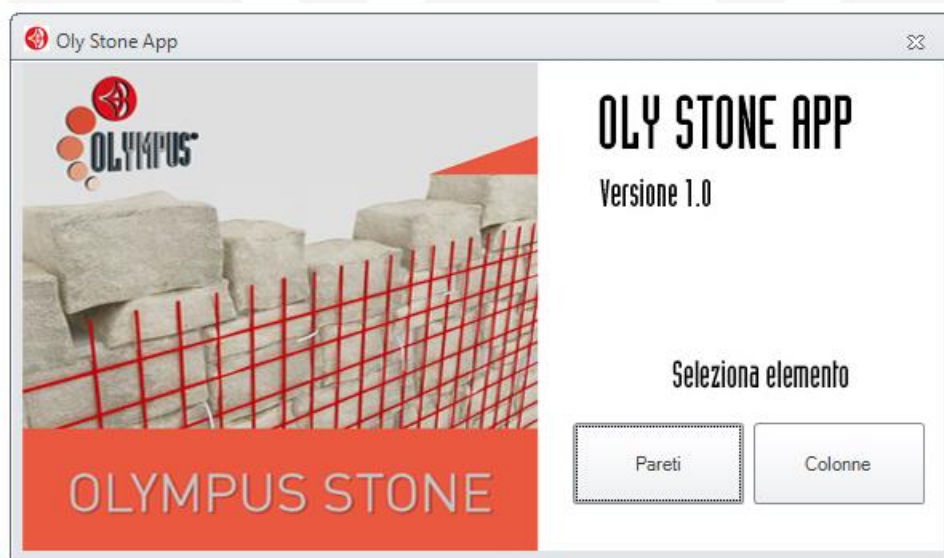 Oly Stone App
OLYMPUS
OLY STONE APP
Versione 1.0
Seleziona elemento
Pareti
Colonne
OLYMPUS STONE